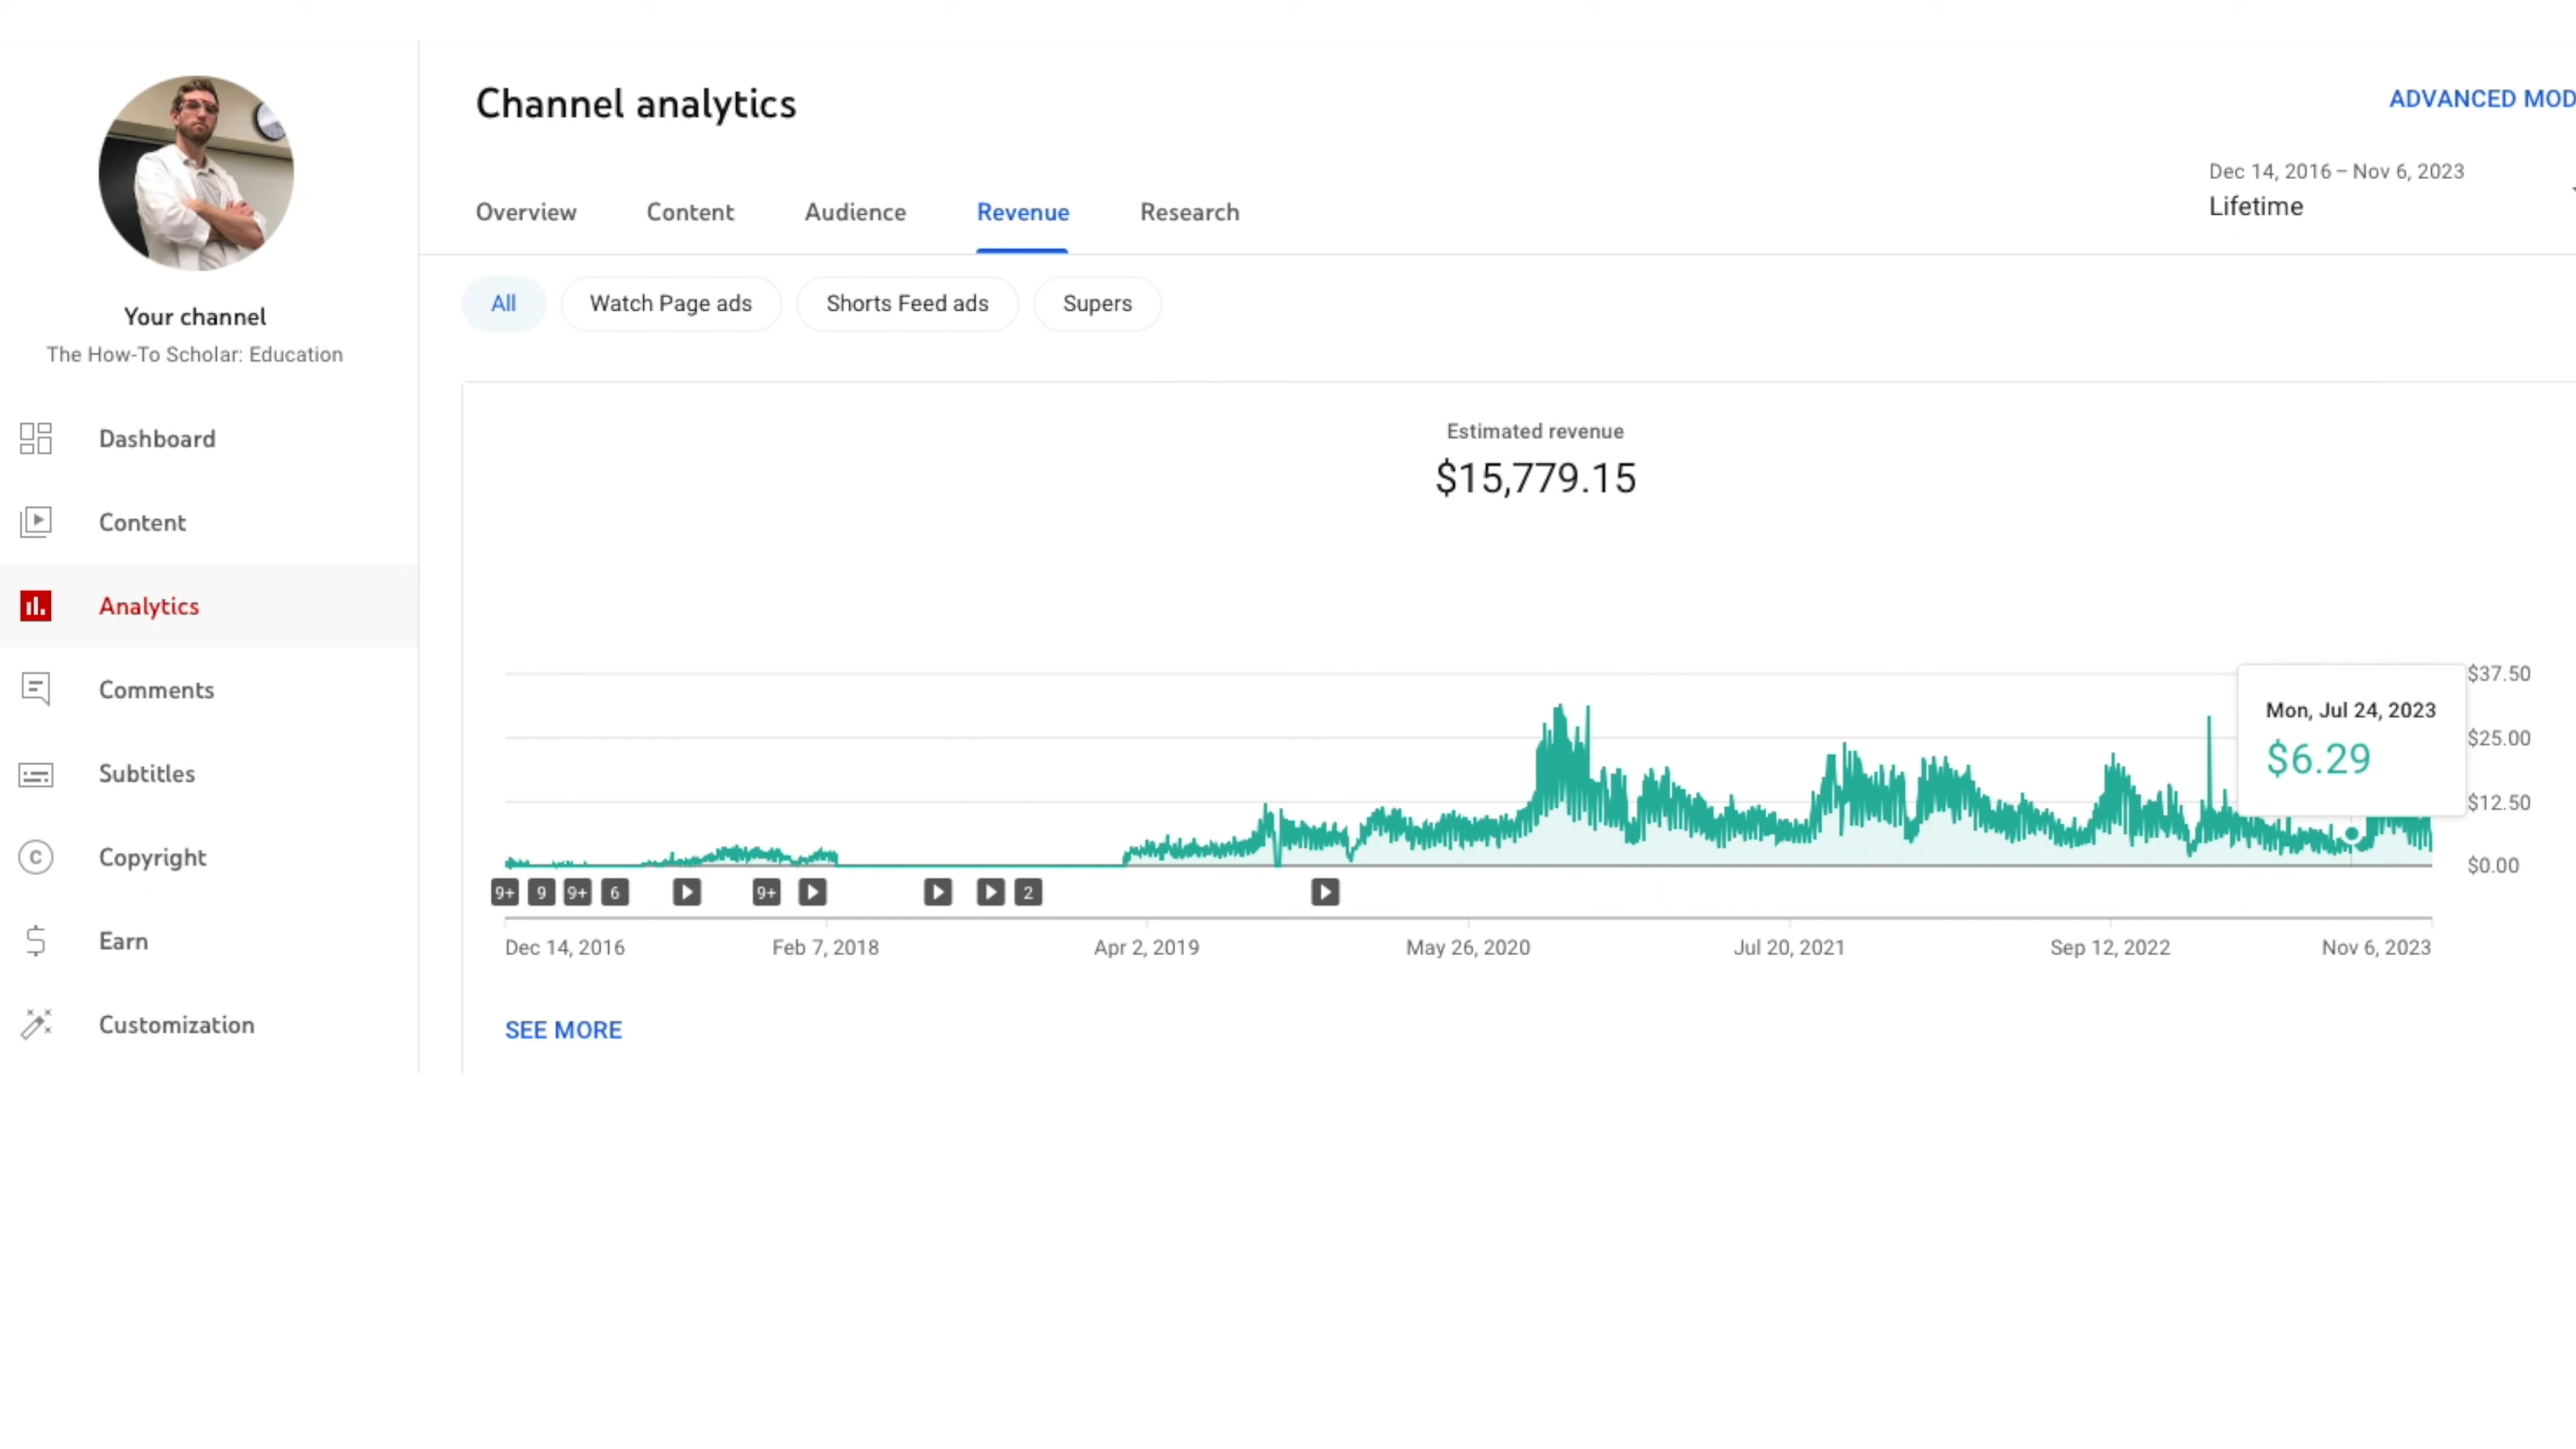 Channel analytics
ADVANCED MOD
Dec 14, 2016 – Nov 6, 2023
Lifetime
Overview Content Audience Revenue Research
All Watch Page ads Shorts Feed ads Supers
Your channel
The How-To Scholar: Education
Dashboard
Content
Analytics
Comments
Subtitles
Copyright
Earn
Customization
Estimated revenue
$15,779.15
$37.50
$25.00
$12.50
$0.00
Mon, Jul 24, 2023
$6.29
9+ 9 9+ 6 9+ 2
Dec 14, 2016 Feb 7, 2018 Apr 2, 2019 May 26, 2020 Jul 20, 2021 Sep 12, 2022 Nov 6, 2023
SEE MORE